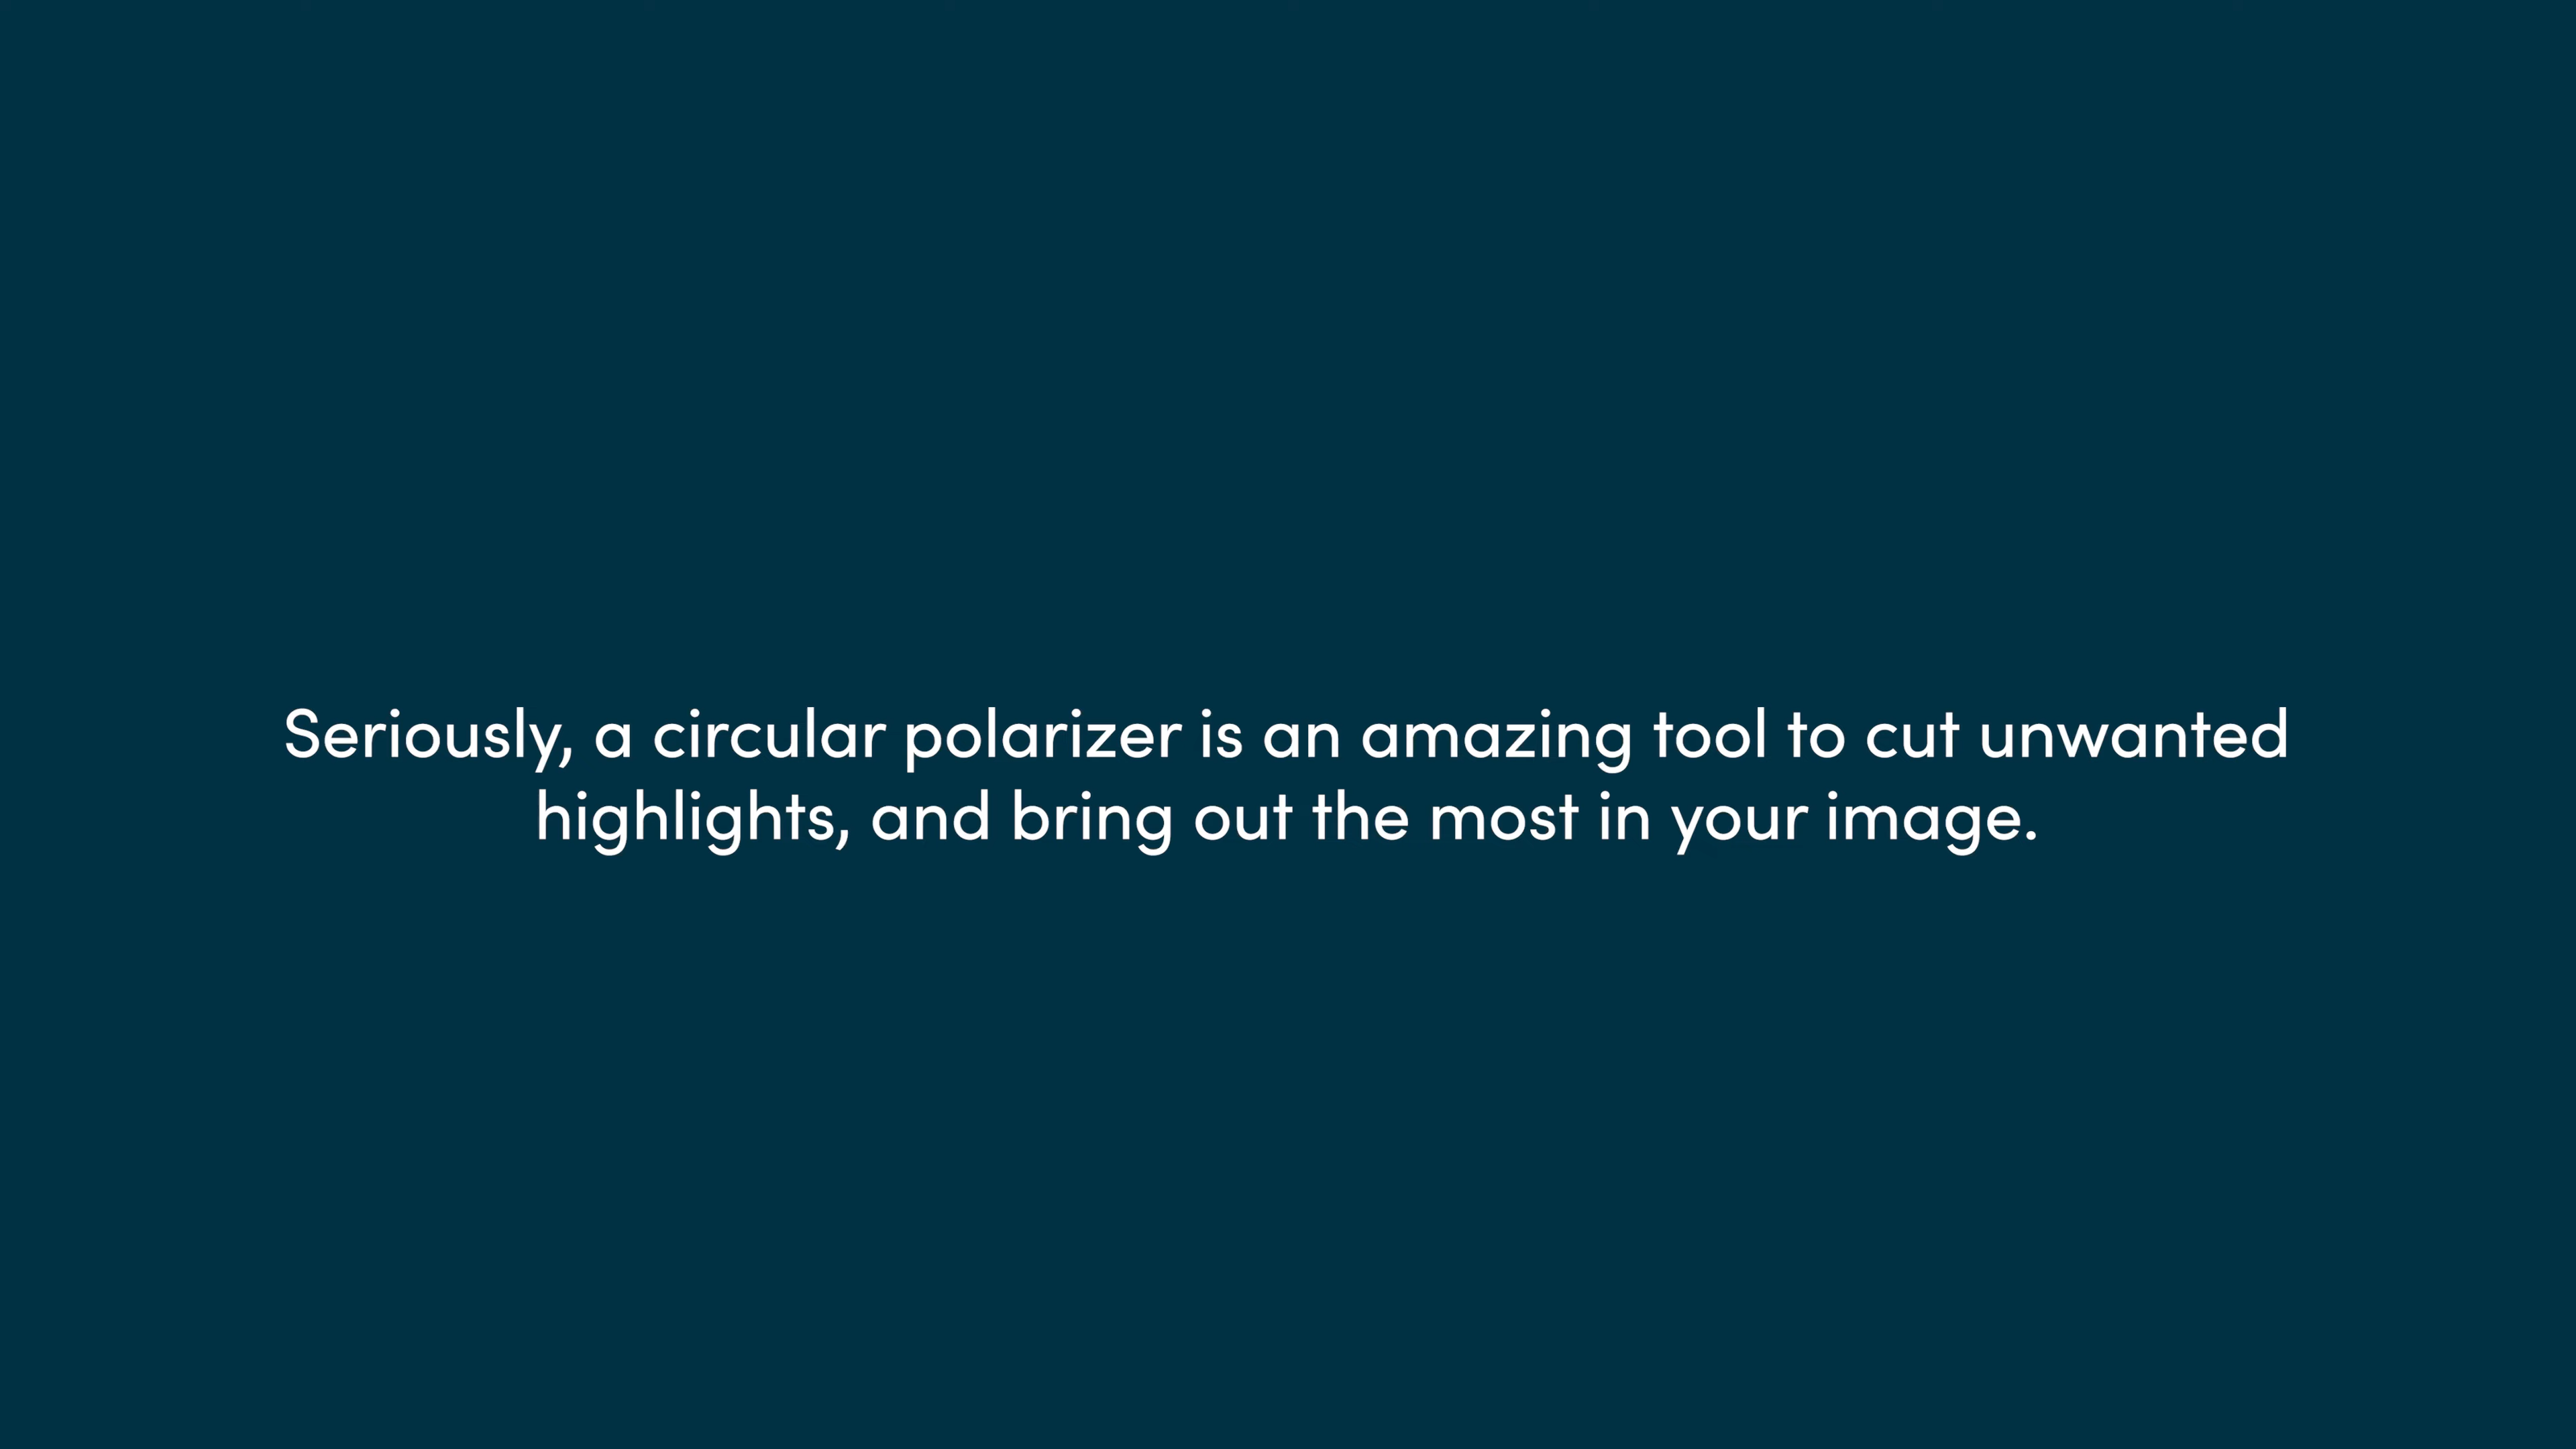 Seriously, a circular polarizer is an amazing tool to cut unwanted
highlights, and bring out the most in your image.